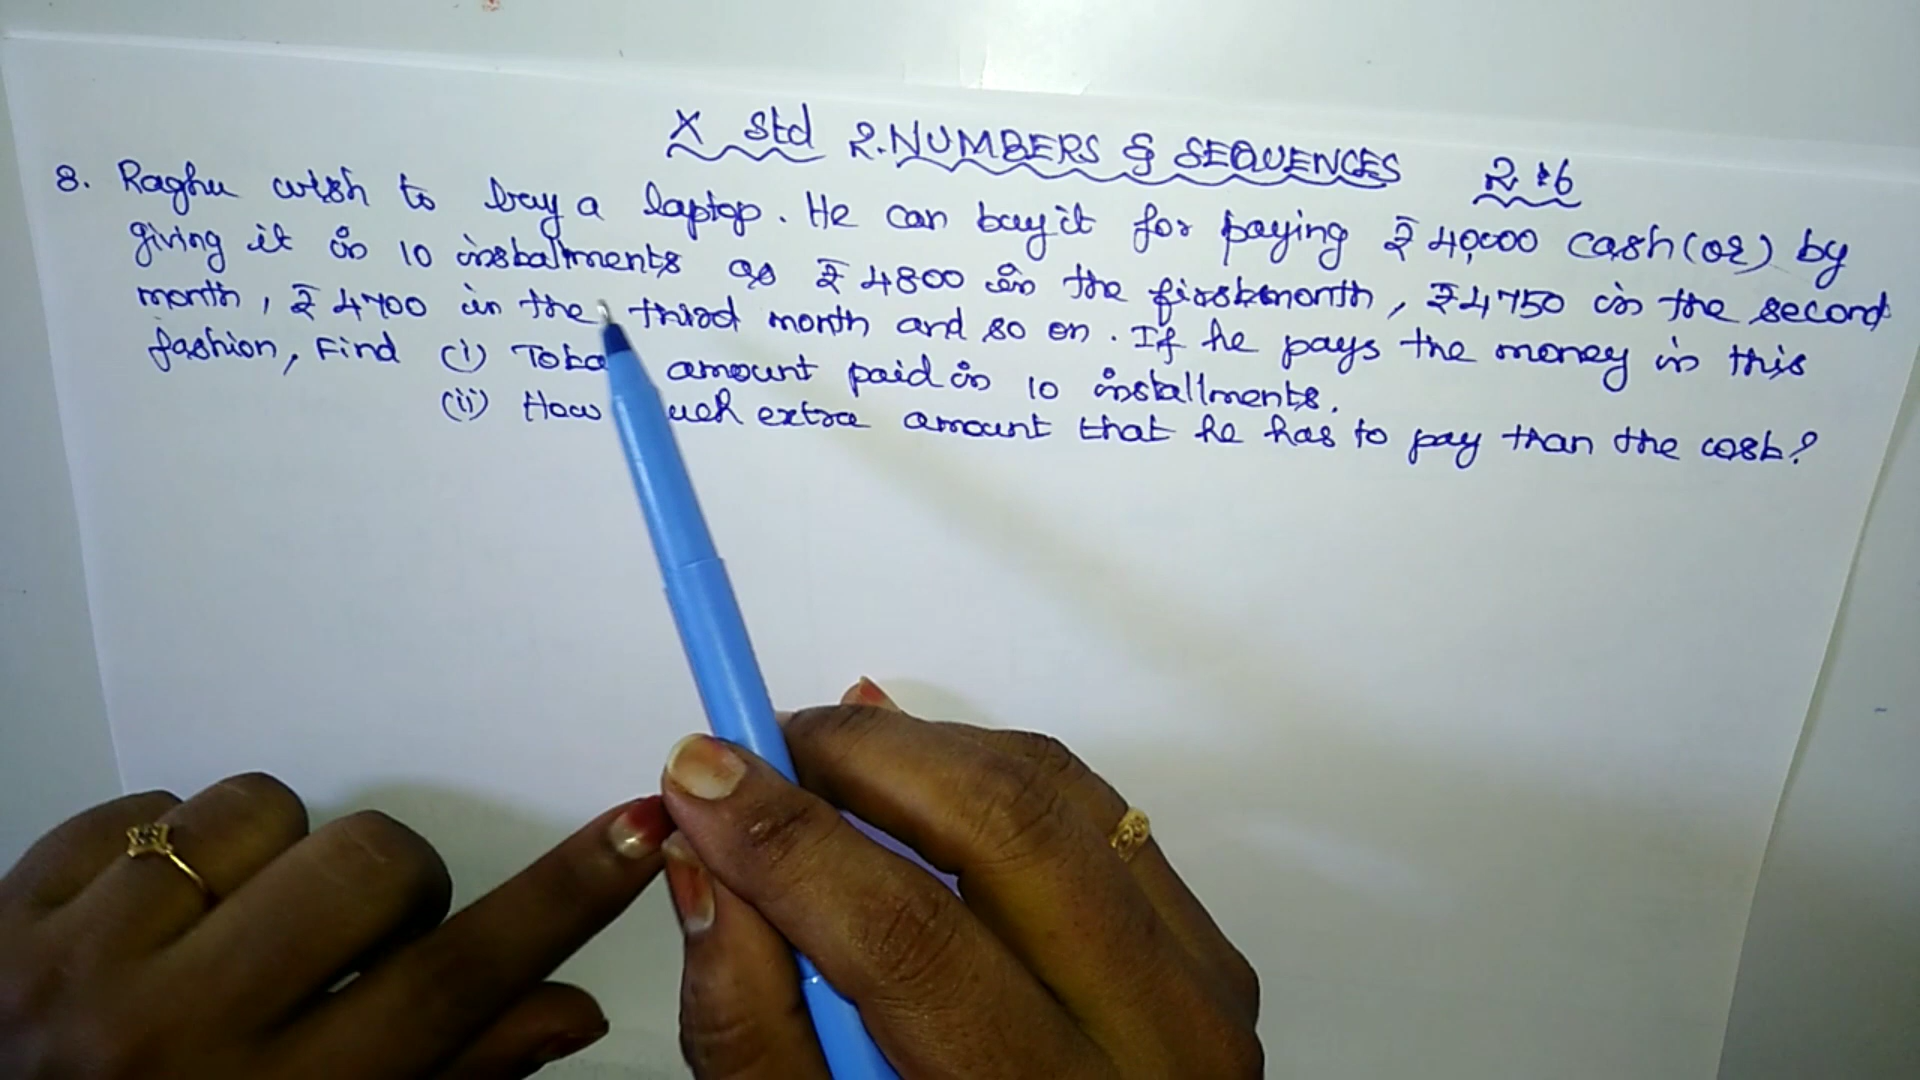 X Std 2.NUMBERS & SEQUENCES 2.6
8. Raghu wish to buy a laptop. He can buy it for paying ₹40,000 cash (or) by
giving it in 10 installments as ₹4800 in the first month, ₹4750 in the second
month, ₹4700 in the third month and so on. If he pays the money in this
fashion, Find (i) Total amount paid in 10 installments.
(ii) How much extra amount that he has to pay than the cost?